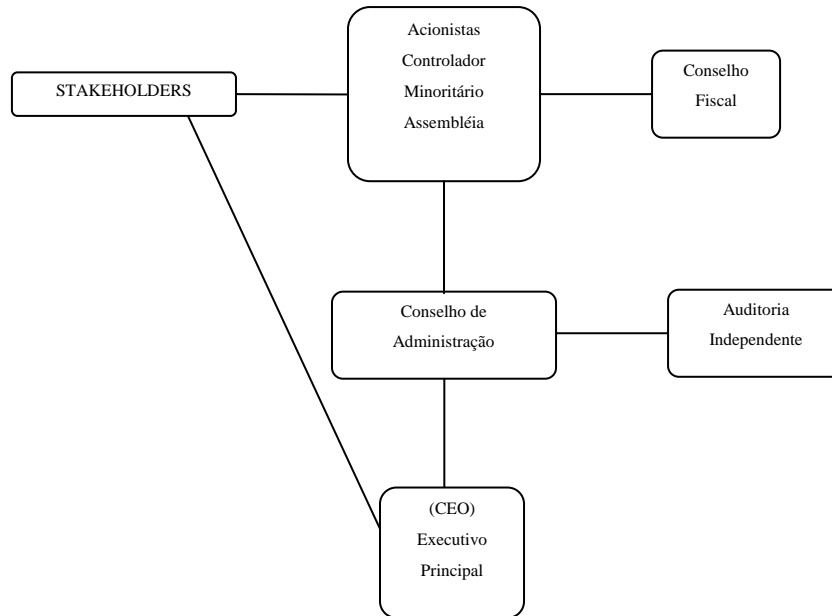 Acionistas
Controlador
Minoritário
Assembléia
STAKEHOLDERS
Conselho
Fiscal
Conselho de
Administração
Auditoria
Independente
(CEO)
Executivo
Principal